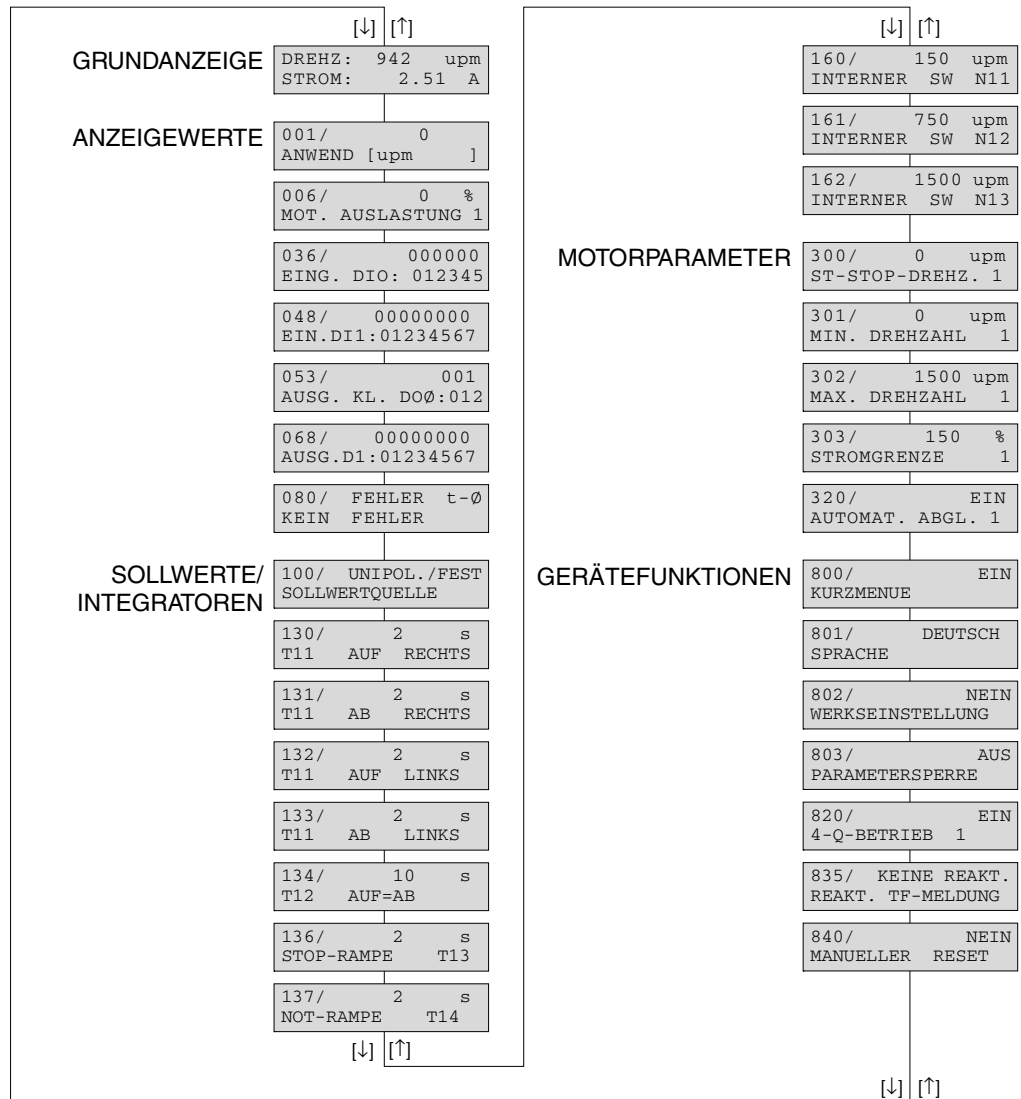 [↓] [↑]
GRUNDANZEIGE
DREHZ: 942 upm
STROM: 2.51 A
ANZEIGEWERTE
001/ 0
ANWEND [upm ]
006/ 0 %
MOT. AUSLASTUNG 1
036/ 000000
EING. DIO: 012345
048/ 00000000
EIN.DI1:01234567
053/ 001
AUSG. KL. DOØ:012
068/ 00000000
AUSG.D1:01234567
080/ FEHLER t-Ø
KEIN FEHLER
SOLLWERTE/
INTEGRATOREN
100/ UNIPOL./FEST
SOLLWERTQUELLE
130/ 2 s
T11 AUF RECHTS
131/ 2 s
T11 AB RECHTS
132/ 2 s
T11 AUF LINKS
133/ 2 s
T11 AB LINKS
134/ 10 s
T12 AUF=AB
136/ 2 s
STOP-RAMPE T13
137/ 2 s
NOT-RAMPE T14
[↓] [↑]
[↓] [↑]
160/ 150 upm
INTERNER SW N11
161/ 750 upm
INTERNER SW N12
162/ 1500 upm
INTERNER SW N13
MOTORPARAMETER
300/ 0 upm
ST-STOP-DREHZ. 1
301/ 0 upm
MIN. DREHZAHL 1
302/ 1500 upm
MAX. DREHZAHL 1
303/ 150 %
STROMGRENZE 1
320/ EIN
AUTOMAT. ABGL. 1
GERÄTEFUNKTIONEN
800/ EIN
KURZMENUE
801/ DEUTSCH
SPRACHE
802/ NEIN
WERKSEINSTELLUNG
803/ AUS
PARAMETERSPERRE
820/ EIN
4-Q-BETRIEB 1
835/ KEINE REAKT.
REAKT. TF-MELDUNG
840/ NEIN
MANUELLER RESET
[↓] [↑]